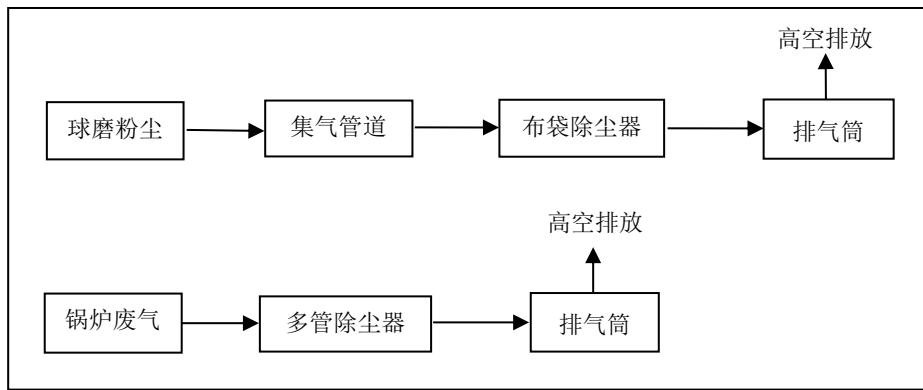 高空排放
球磨粉尘
集气管道
布袋除尘器
排气筒
高空排放
锅炉废气
多管除尘器
排气筒